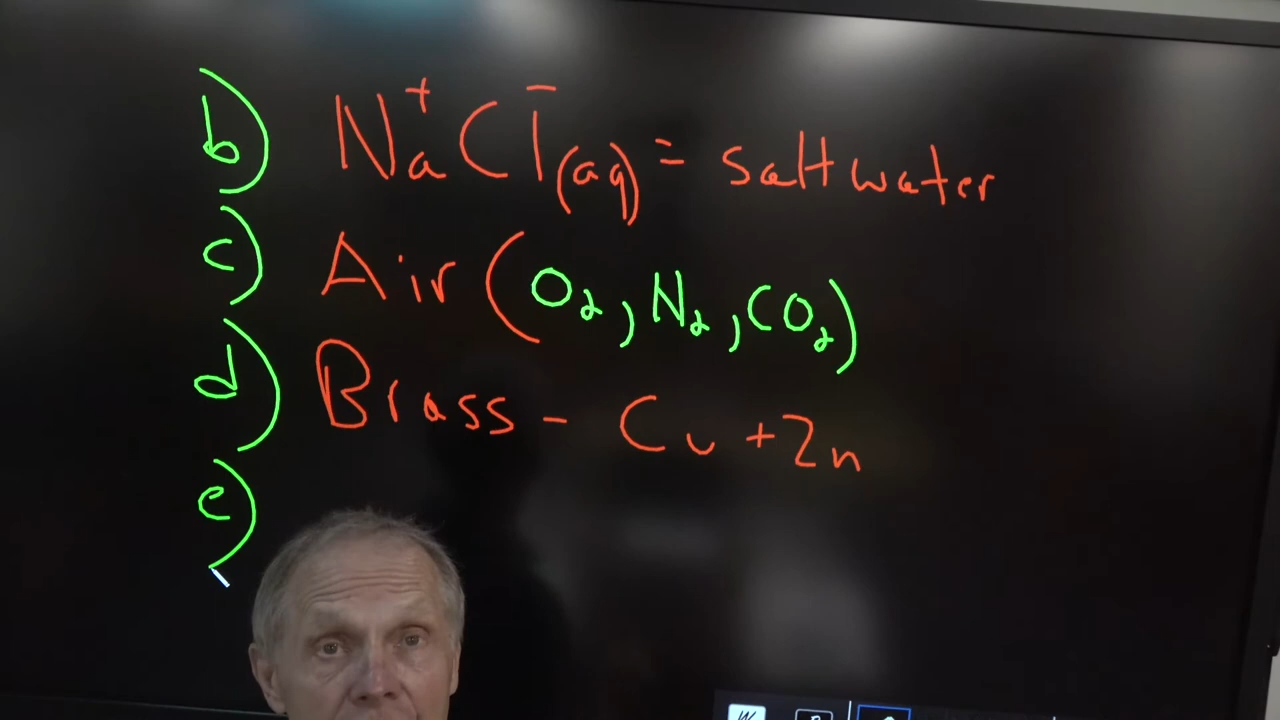 b) Na⁺Cl⁻(aq) = saltwater
c) Air (O₂, N₂, CO₂)
d) Brass - Cu + Zn
e)